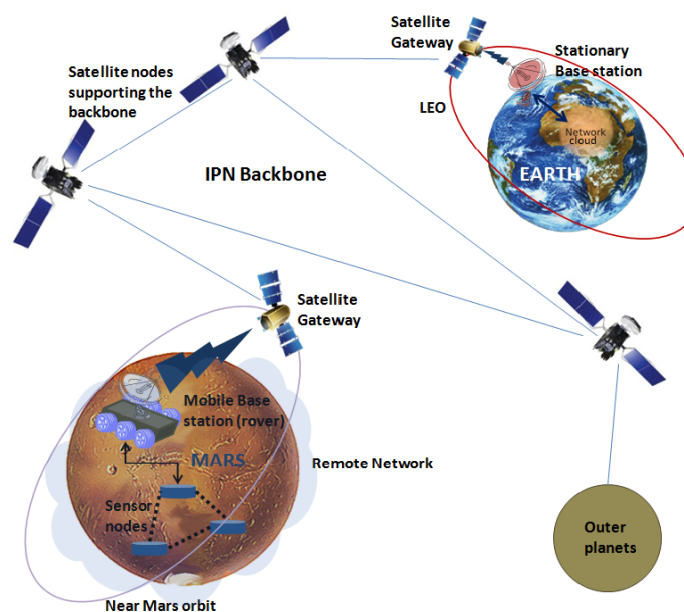 Satellite
Gateway
Stationary
Base station
Satellite nodes
supporting the
backbone
LEO
Network
cloud
IPN Backbone
EARTH
Satellite
Gateway
Mobile Base
station (rover)
MARS
Remote Network
Sensor
nodes
Outer
planets
Near Mars orbit